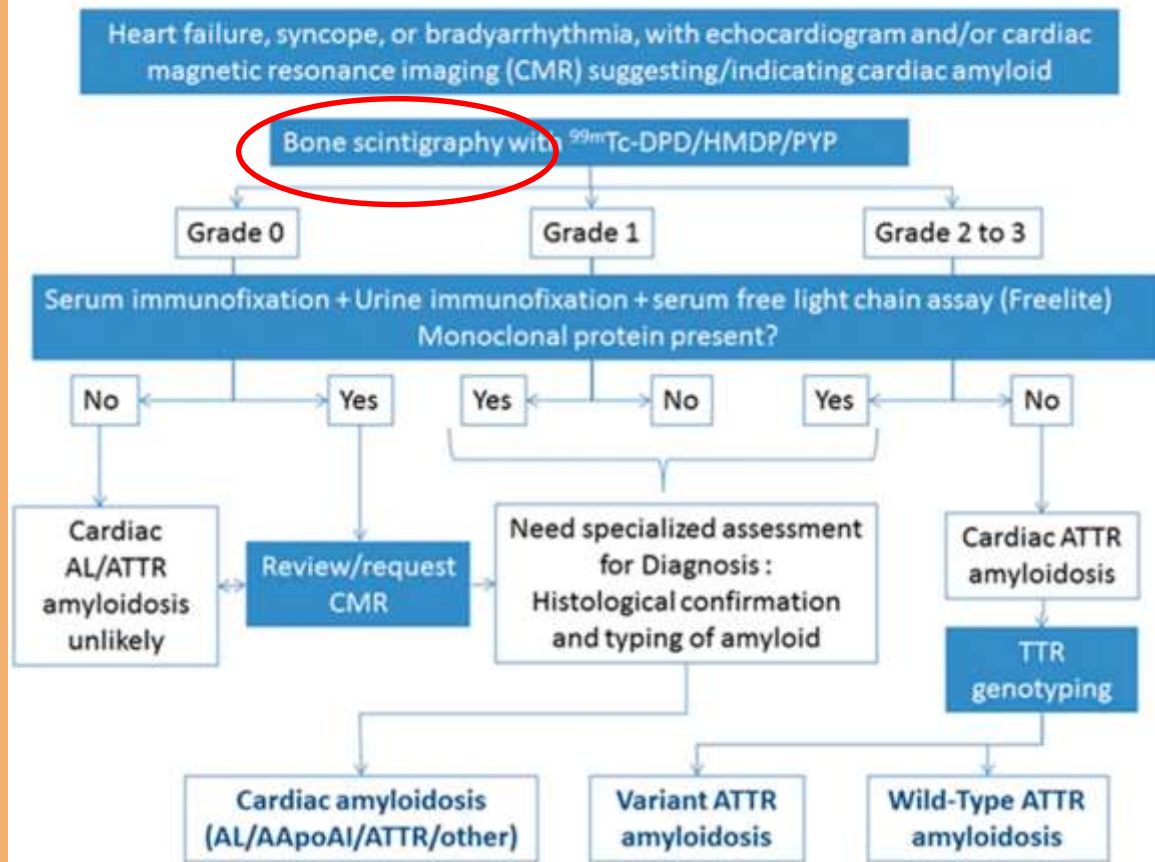 Heart failure, syncope, or bradyarrhythmia, with echocardiogram and/or cardiac
magnetic resonance imaging (CMR) suggesting/indicating cardiac amyloid
Bone scintigraphy with ⁹⁹ᵐTc-DPD/HMDP/PYP
Grade 0
Grade 1
Grade 2 to 3
Serum immunofixation + Urine immunofixation + serum free light chain assay (Freelite)
Monoclonal protein present?
No
Yes
Yes
No
Yes
No
Cardiac
AL/ATTR
amyloidosis
unlikely
Review/request
CMR
Need specialized assessment
for Diagnosis :
Histological confirmation
and typing of amyloid
Cardiac ATTR
amyloidosis
TTR
genotyping
Cardiac amyloidosis
(AL/AApoAI/ATTR/other)
Variant ATTR
amyloidosis
Wild-Type ATTR
amyloidosis